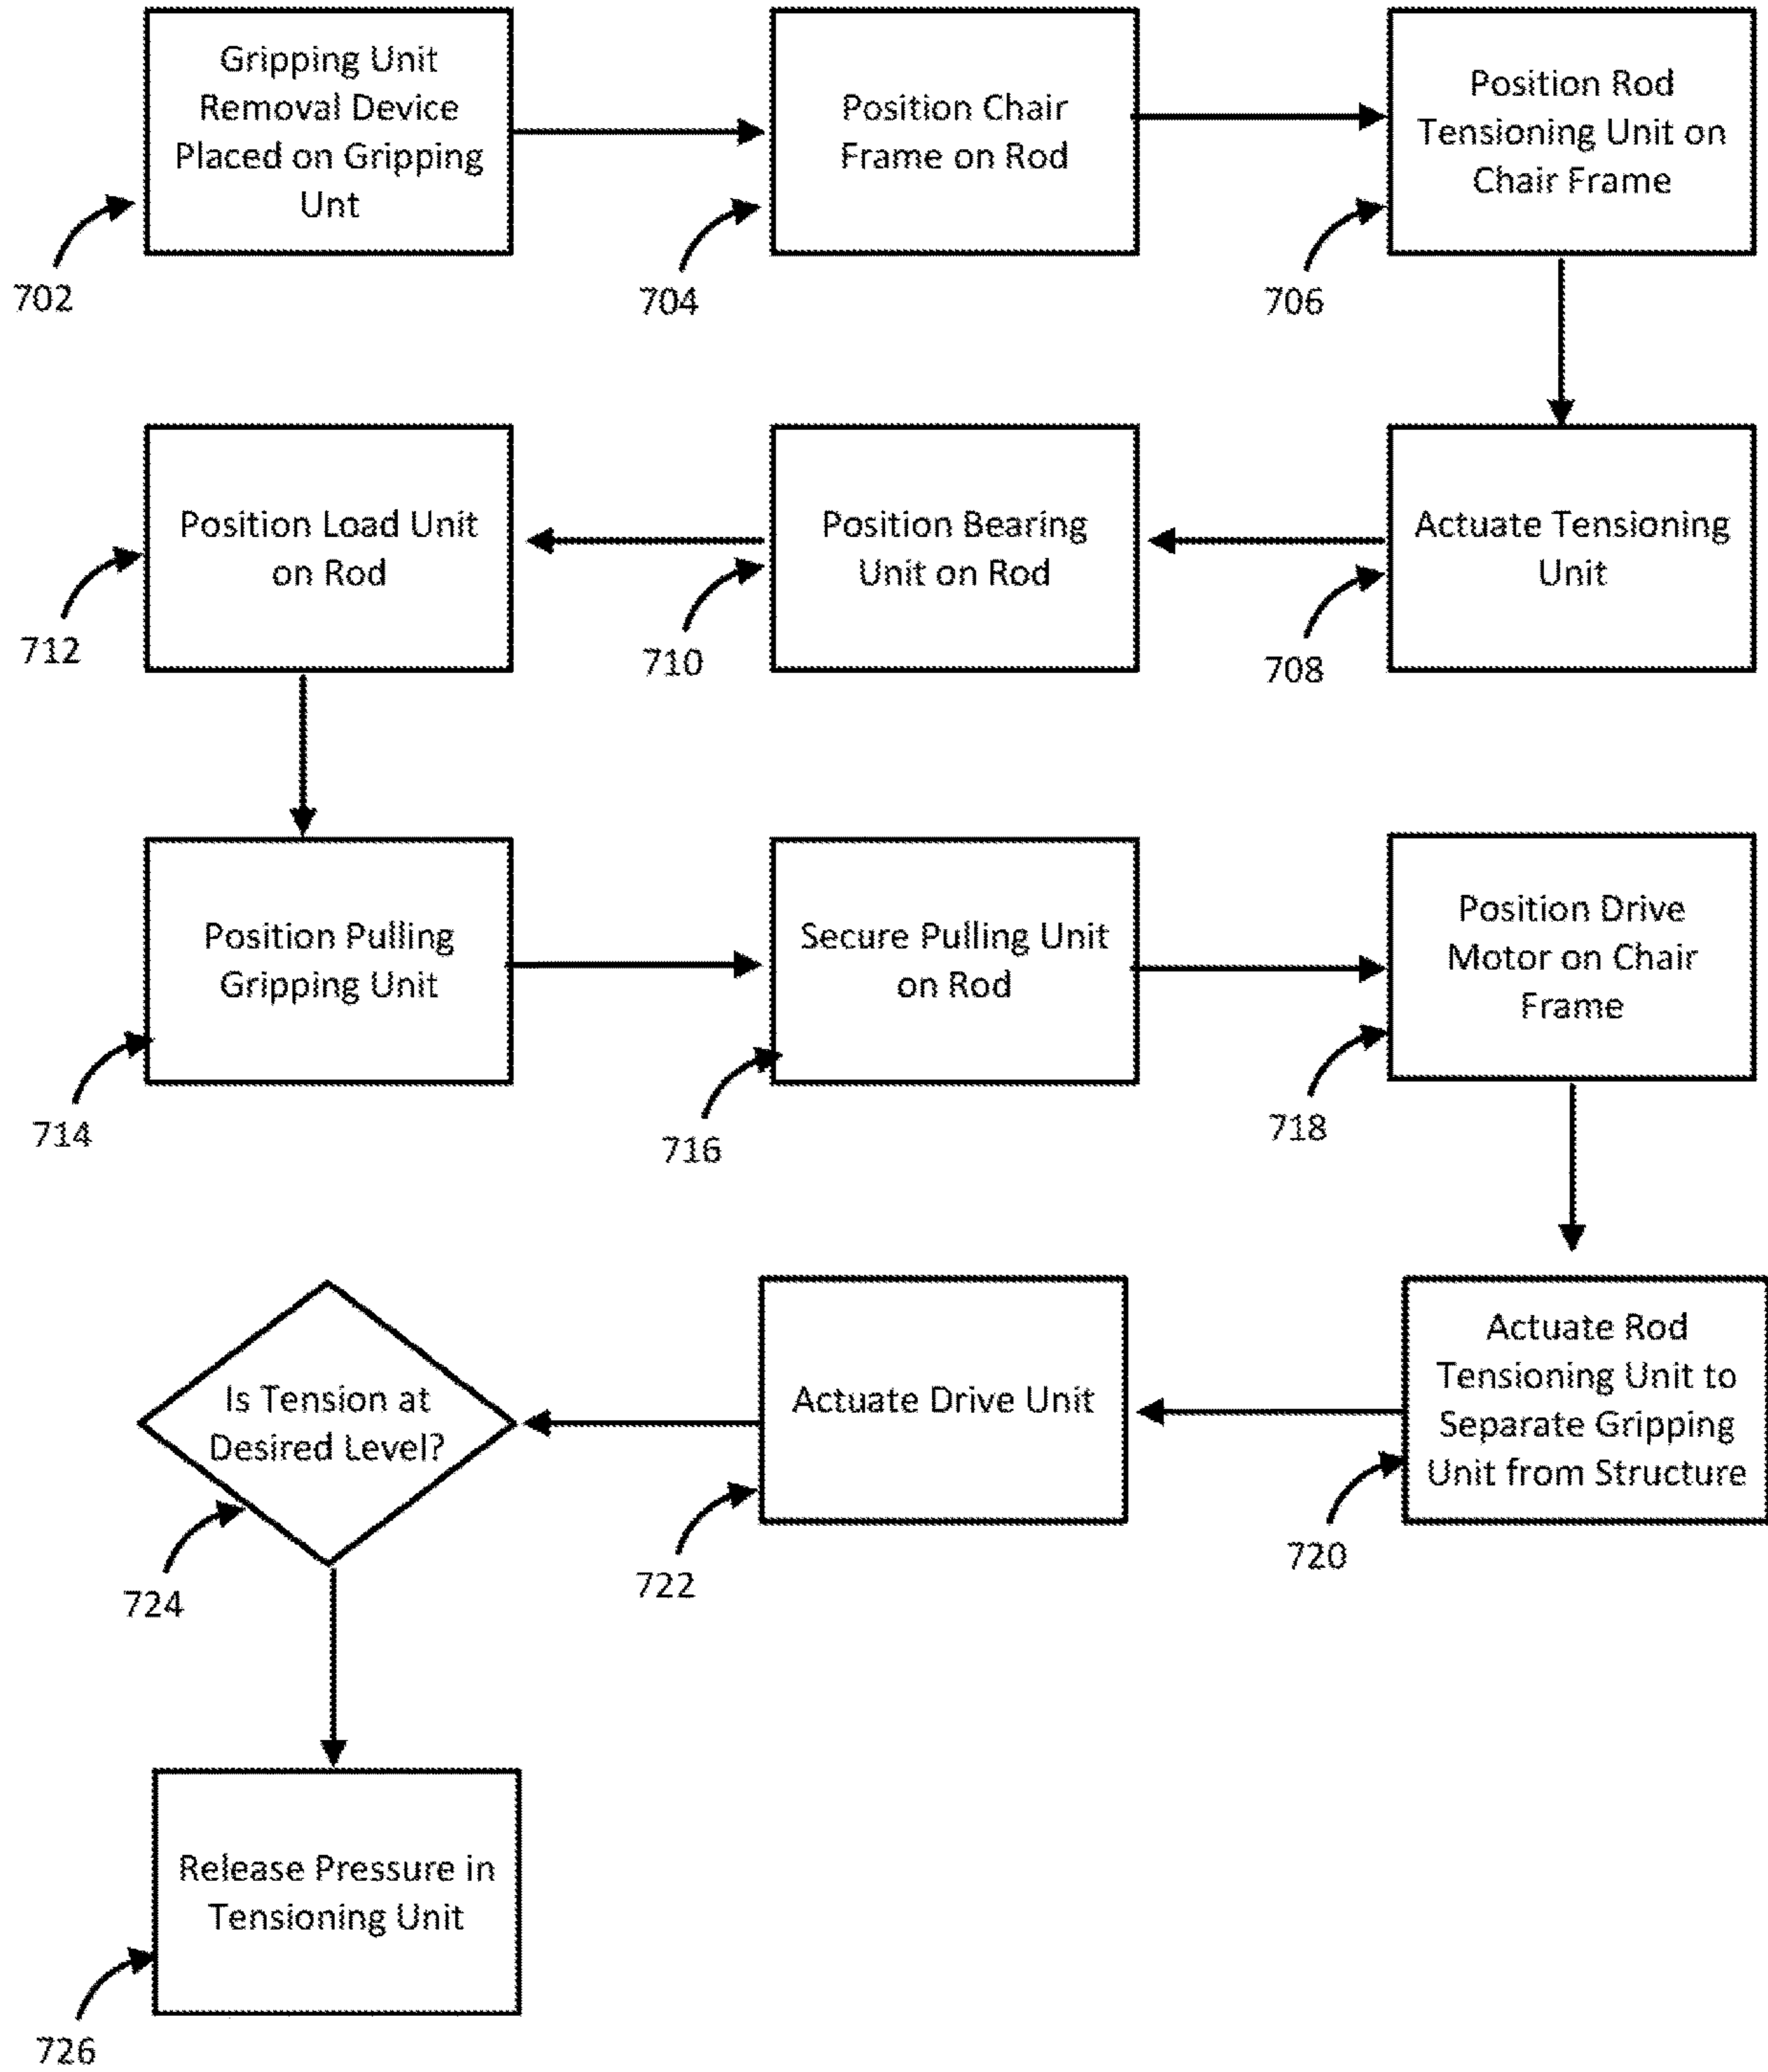 Gripping Unit
Removal Device
Placed on Gripping
Unt
702
Position Chair
Frame on Rod
704
Position Rod
Tensioning Unit on
Chair Frame
706
Actuate Tensioning
Unit
708
Position Bearing
Unit on Rod
710
Position Load Unit
on Rod
712
Position Pulling
Gripping Unit
714
Secure Pulling Unit
on Rod
716
Position Drive
Motor on Chair
Frame
718
Actuate Rod
Tensioning Unit to
Separate Gripping
Unit from Structure
720
Actuate Drive Unit
722
Is Tension at
Desired Level?
724
Release Pressure in
Tensioning Unit
726